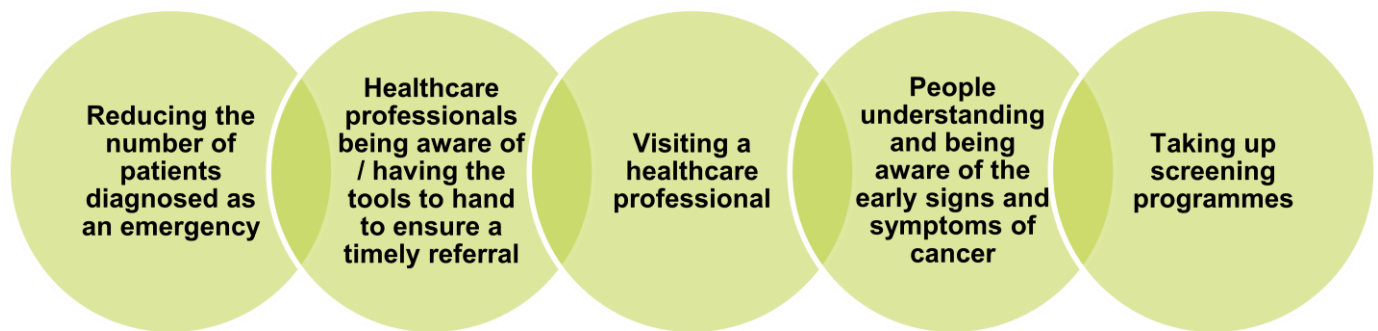 Reducing the
number of
patients
diagnosed as
an emergency
Healthcare
professionals
being aware of
/ having the
tools to hand
to ensure a
timely referral
Visiting a
healthcare
professional
People
understanding
and being
aware of the
early signs and
symptoms of
cancer
Taking up
screening
programmes